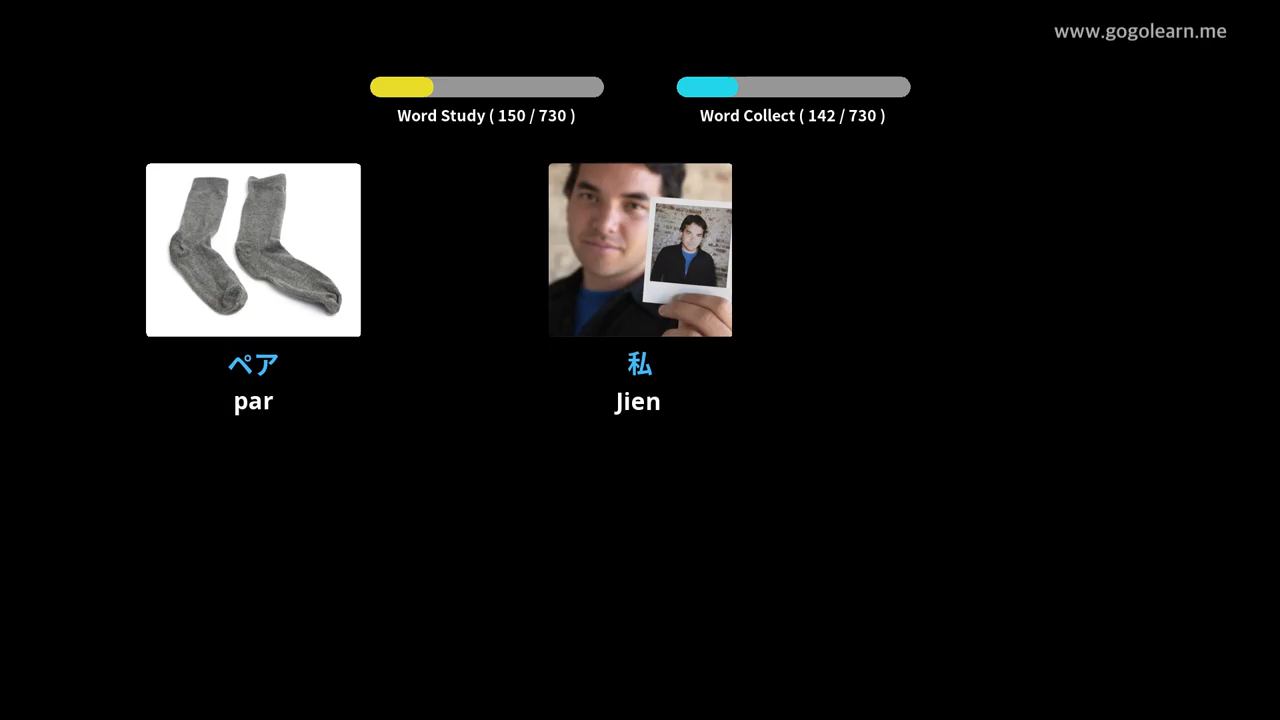 www.gogolearn.me
Word Study ( 150 / 730 )
Word Collect ( 142 / 730 )
ペア
par
私
Jien